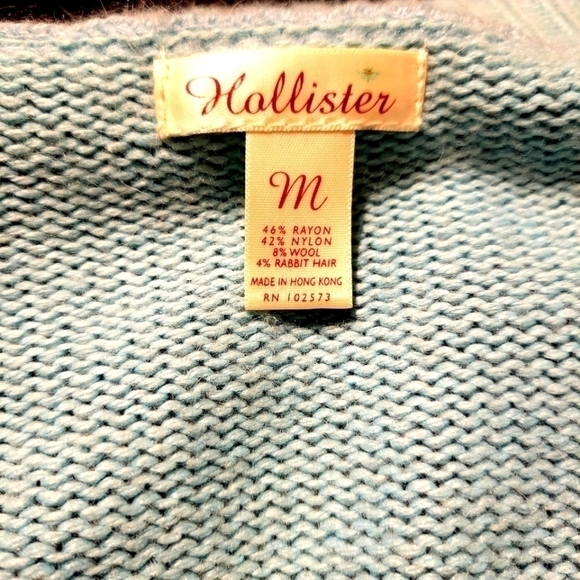 Hollister
M
46% RAYON
42% NYLON
8% WOOL
4% RABBIT HAIR
MADE IN HONG KONG
RN 102573